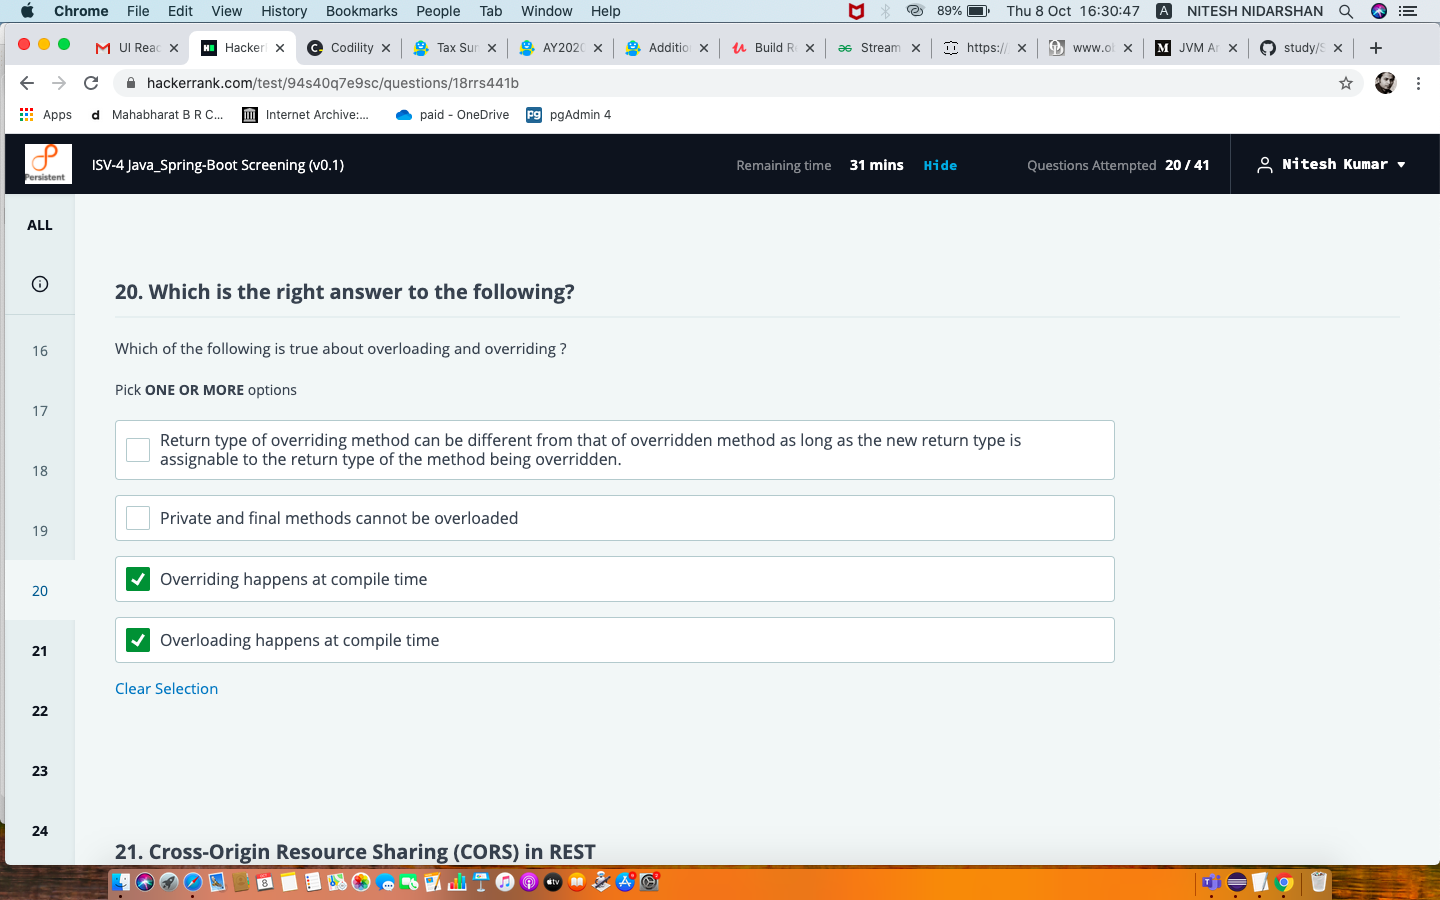 Chrome File Edit View History Bookmarks People Tab Window Help 89% Thu 8 Oct 16:30:47 A NITESH NIDARSHAN
UI Reac Hacker Codility Tax Sur AY202 Additio Build R Stream https:// www.o JVM Ar study/S
hackerrank.com/test/94s40q7e9sc/questions/18rrs441b
Apps d Mahabharat B R C... Internet Archive:... paid - OneDrive pg pgAdmin 4
Persistent ISV-4 Java_Spring-Boot Screening (v0.1) Remaining time 31 mins Hide Questions Attempted 20 / 41 Nitesh Kumar
ALL
20. Which is the right answer to the following?
16
Which of the following is true about overloading and overriding ?
Pick ONE OR MORE options
17
Return type of overriding method can be different from that of overridden method as long as the new return type is
assignable to the return type of the method being overridden.
18
Private and final methods cannot be overloaded
19
Overriding happens at compile time
20
Overloading happens at compile time
21
Clear Selection
22
23
24
21. Cross-Origin Resource Sharing (CORS) in REST
8
tv